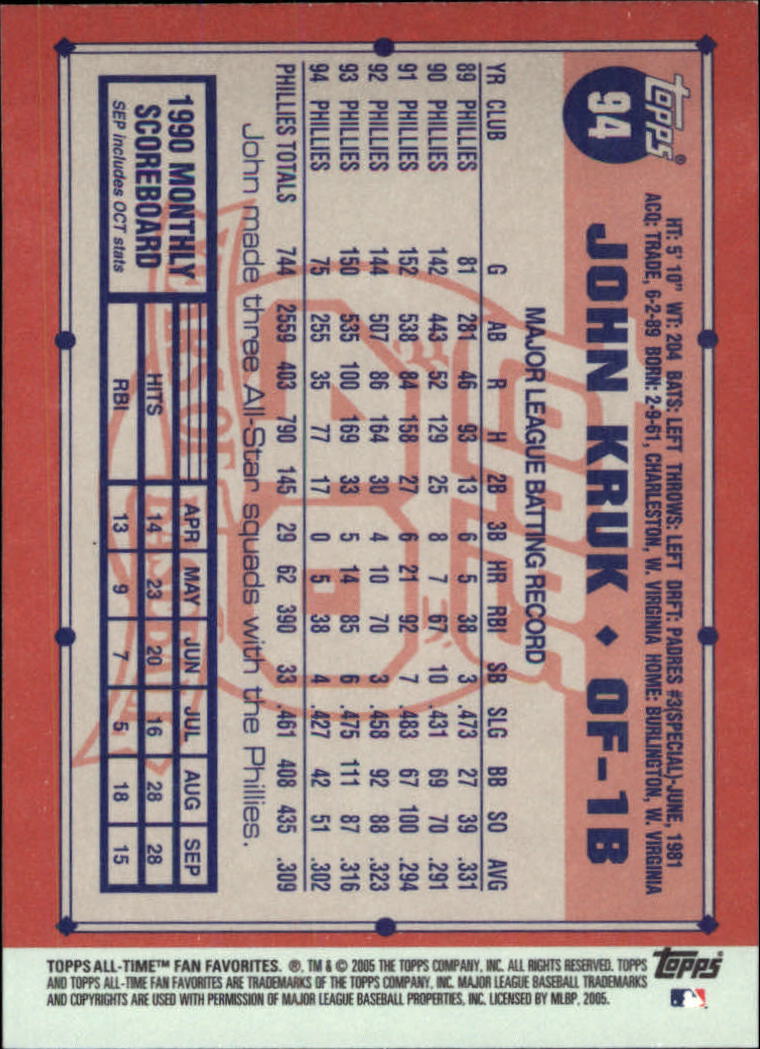 Topps®
94
HT: 5' 10" WT: 204 BATS: LEFT THROWS: LEFT DRFT: PADRES #3(SPECIAL)-JUNE, 1981
ACQ: TRADE, 6-2-89 BORN: 2-9-61, CHARLESTON, W. VIRGINIA HOME: BURLINGTON, W. VIRGINIA
JOHN KRUK ♦ OF-1B
MAJOR LEAGUE BATTING RECORD
YR CLUB G AB R H 2B 3B HR RBI SB SLG BB SO AVG
89 PHILLIES 81 281 46 93 13 6 5 38 3 .473 27 39 .331
90 PHILLIES 142 443 52 129 25 8 7 67 10 .431 69 70 .291
91 PHILLIES 152 538 84 158 27 6 21 92 7 .483 67 100 .294
92 PHILLIES 144 507 86 164 30 4 10 70 3 .458 92 88 .323
93 PHILLIES 150 535 100 169 33 5 14 85 6 .475 111 87 .316
94 PHILLIES 75 255 35 77 17 0 5 38 4 .427 42 51 .302
PHILLIES TOTALS 744 2559 403 790 145 29 62 390 33 .461 408 435 .309
John made three All-Star squads with the Phillies.
1990 MONTHLY
SCOREBOARD
SEP includes OCT stats
APR MAY JUN JUL AUG SEP
HITS 14 23 20 16 28 28
RBI 13 9 7 5 18 15
TOPPS ALL-TIME™ FAN FAVORITES. ®, TM & © 2005 THE TOPPS COMPANY, INC. ALL RIGHTS RESERVED. TOPPS
AND TOPPS ALL-TIME FAN FAVORITES ARE TRADEMARKS OF THE TOPPS COMPANY, INC. MAJOR LEAGUE BASEBALL TRADEMARKS
AND COPYRIGHTS ARE USED WITH PERMISSION OF MAJOR LEAGUE BASEBALL PROPERTIES, INC. LICENSED BY MLBP, 2005.
Topps